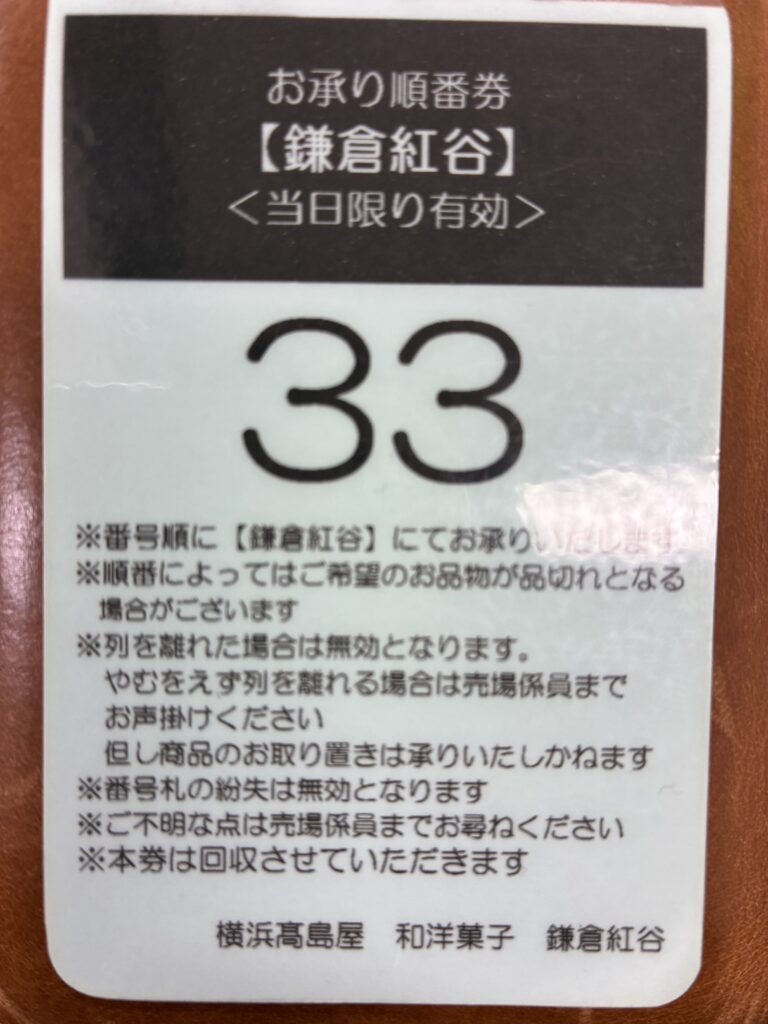 お承り順番券
【鎌倉紅谷】
＜当日限り有効＞
33
※番号順に【鎌倉紅谷】にてお承りいたします
※順番によってはご希望のお品物が品切れとなる
場合がございます
※列を離れた場合は無効となります。
やむをえず列を離れる場合は売場係員まで
お声掛けください
但し商品のお取り置きは承りいたしかねます
※番号札の紛失は無効となります
※ご不明な点は売場係員までお尋ねください
※本券は回収させていただきます
横浜髙島屋　和洋菓子　鎌倉紅谷